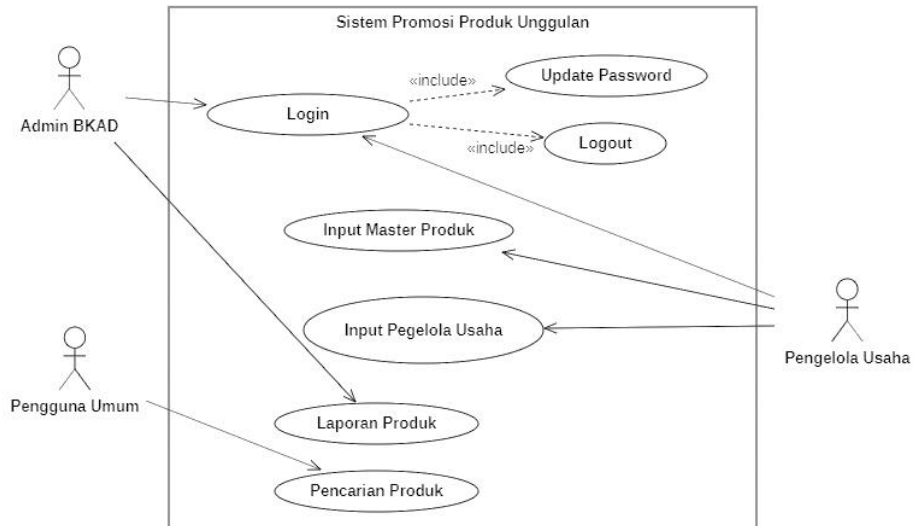 Sistem Promosi Produk Unggulan
«include»
Update Password
Login
Admin BKAD
«include»
Logout
Input Master Produk
Input Pegelola Usaha
Pengelola Usaha
Pengguna Umum
Laporan Produk
Pencarian Produk